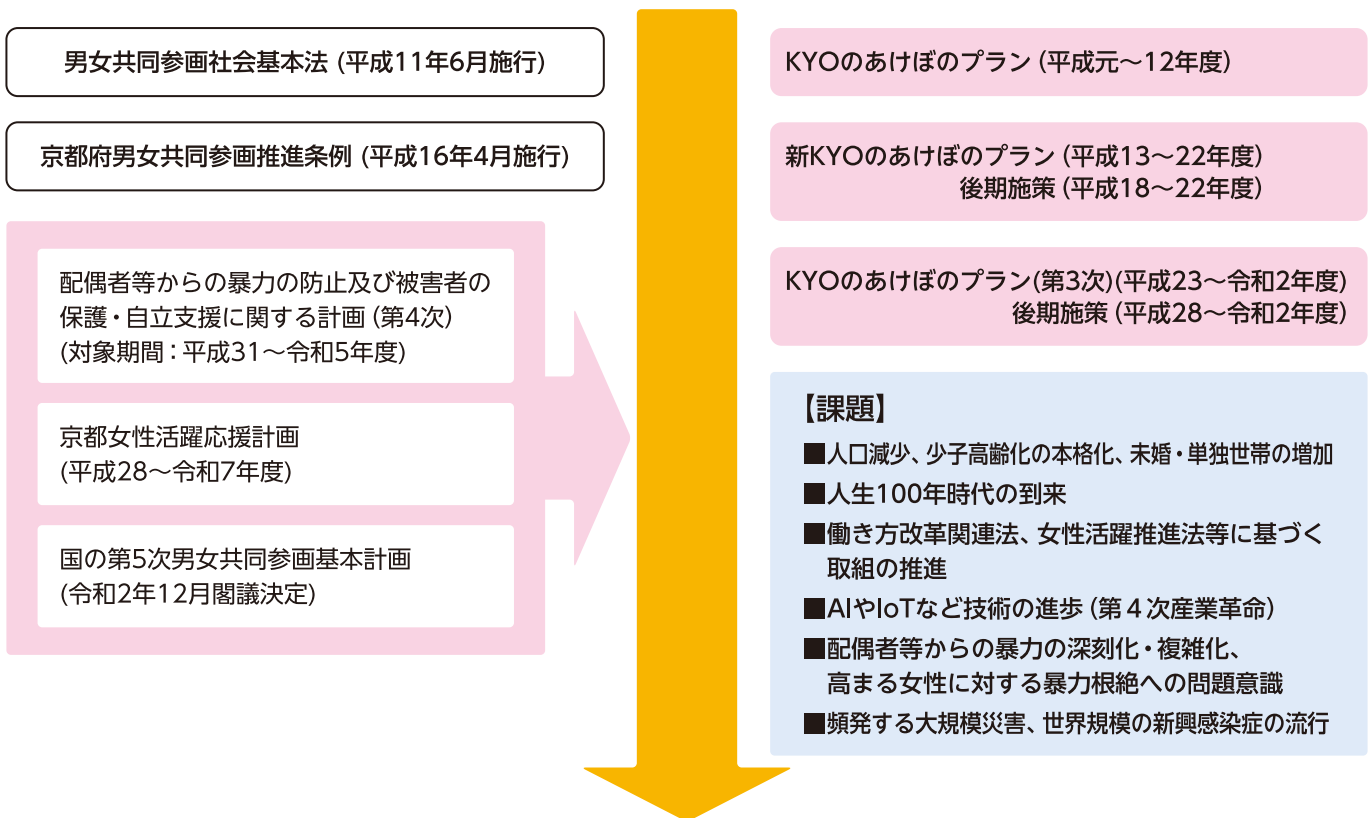 男女共同参画社会基本法 (平成11年6月施行)
京都府男女共同参画推進条例 (平成16年4月施行)
配偶者等からの暴力の防止及び被害者の
保護・自立支援に関する計画 (第4次)
(対象期間：平成31〜令和5年度)
京都女性活躍応援計画
(平成28〜令和7年度)
国の第5次男女共同参画基本計画
(令和2年12月閣議決定)
KYOのあけぼのプラン (平成元〜12年度)
新KYOのあけぼのプラン (平成13〜22年度)
後期施策 (平成18〜22年度)
KYOのあけぼのプラン(第3次)(平成23〜令和2年度)
後期施策 (平成28〜令和2年度)
【課題】
■人口減少、少子高齢化の本格化、未婚・単独世帯の増加
■人生100年時代の到来
■働き方改革関連法、女性活躍推進法等に基づく
取組の推進
■AIやIoTなど技術の進歩 (第４次産業革命)
■配偶者等からの暴力の深刻化・複雑化、
高まる女性に対する暴力根絶への問題意識
■頻発する大規模災害、世界規模の新興感染症の流行